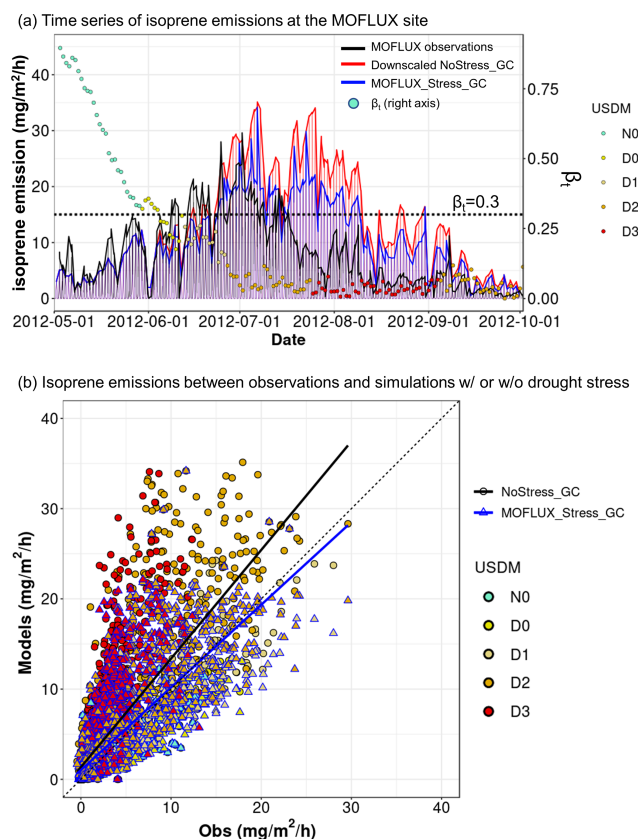 (a) Time series of isoprene emissions at the MOFLUX site
isoprene emission (mg/m²/h)
40
30
20
10
0
MOFLUX observations
Downscaled NoStress_GC
MOFLUX_Stress_GC
βt (right axis)
βt=0.3
0.75
0.50
0.25
0.00
βt
USDM
N0
D0
D1
D2
D3
2012-05-01 2012-06-01 2012-07-01 2012-08-01 2012-09-01 2012-10-01
Date
(b) Isoprene emissions between observations and simulations w/ or w/o drought stress
Models (mg/m²/h)
40
30
20
10
0
0 10 20 30 40
Obs (mg/m²/h)
NoStress_GC
MOFLUX_Stress_GC
USDM
N0
D0
D1
D2
D3